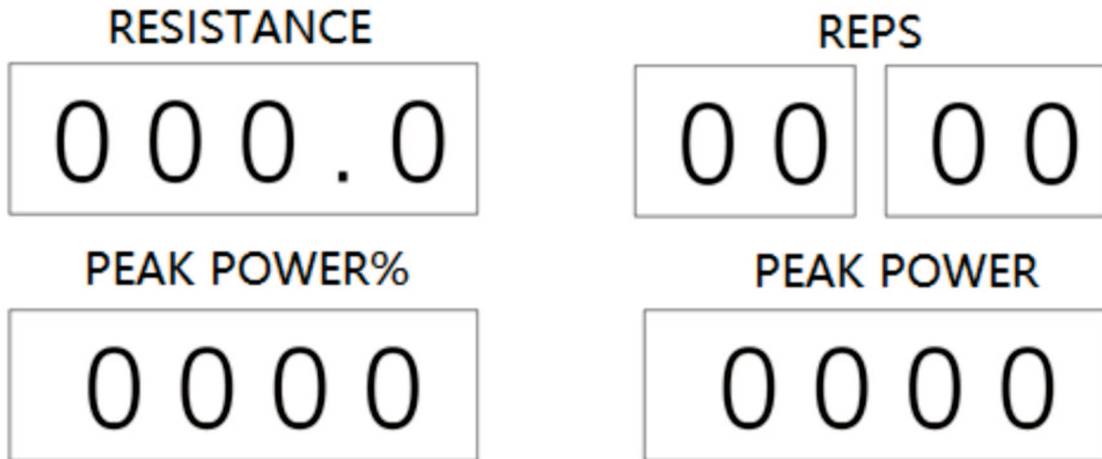 RESISTANCE
REPS
000.0
00 00
PEAK POWER%
PEAK POWER
0000
0000